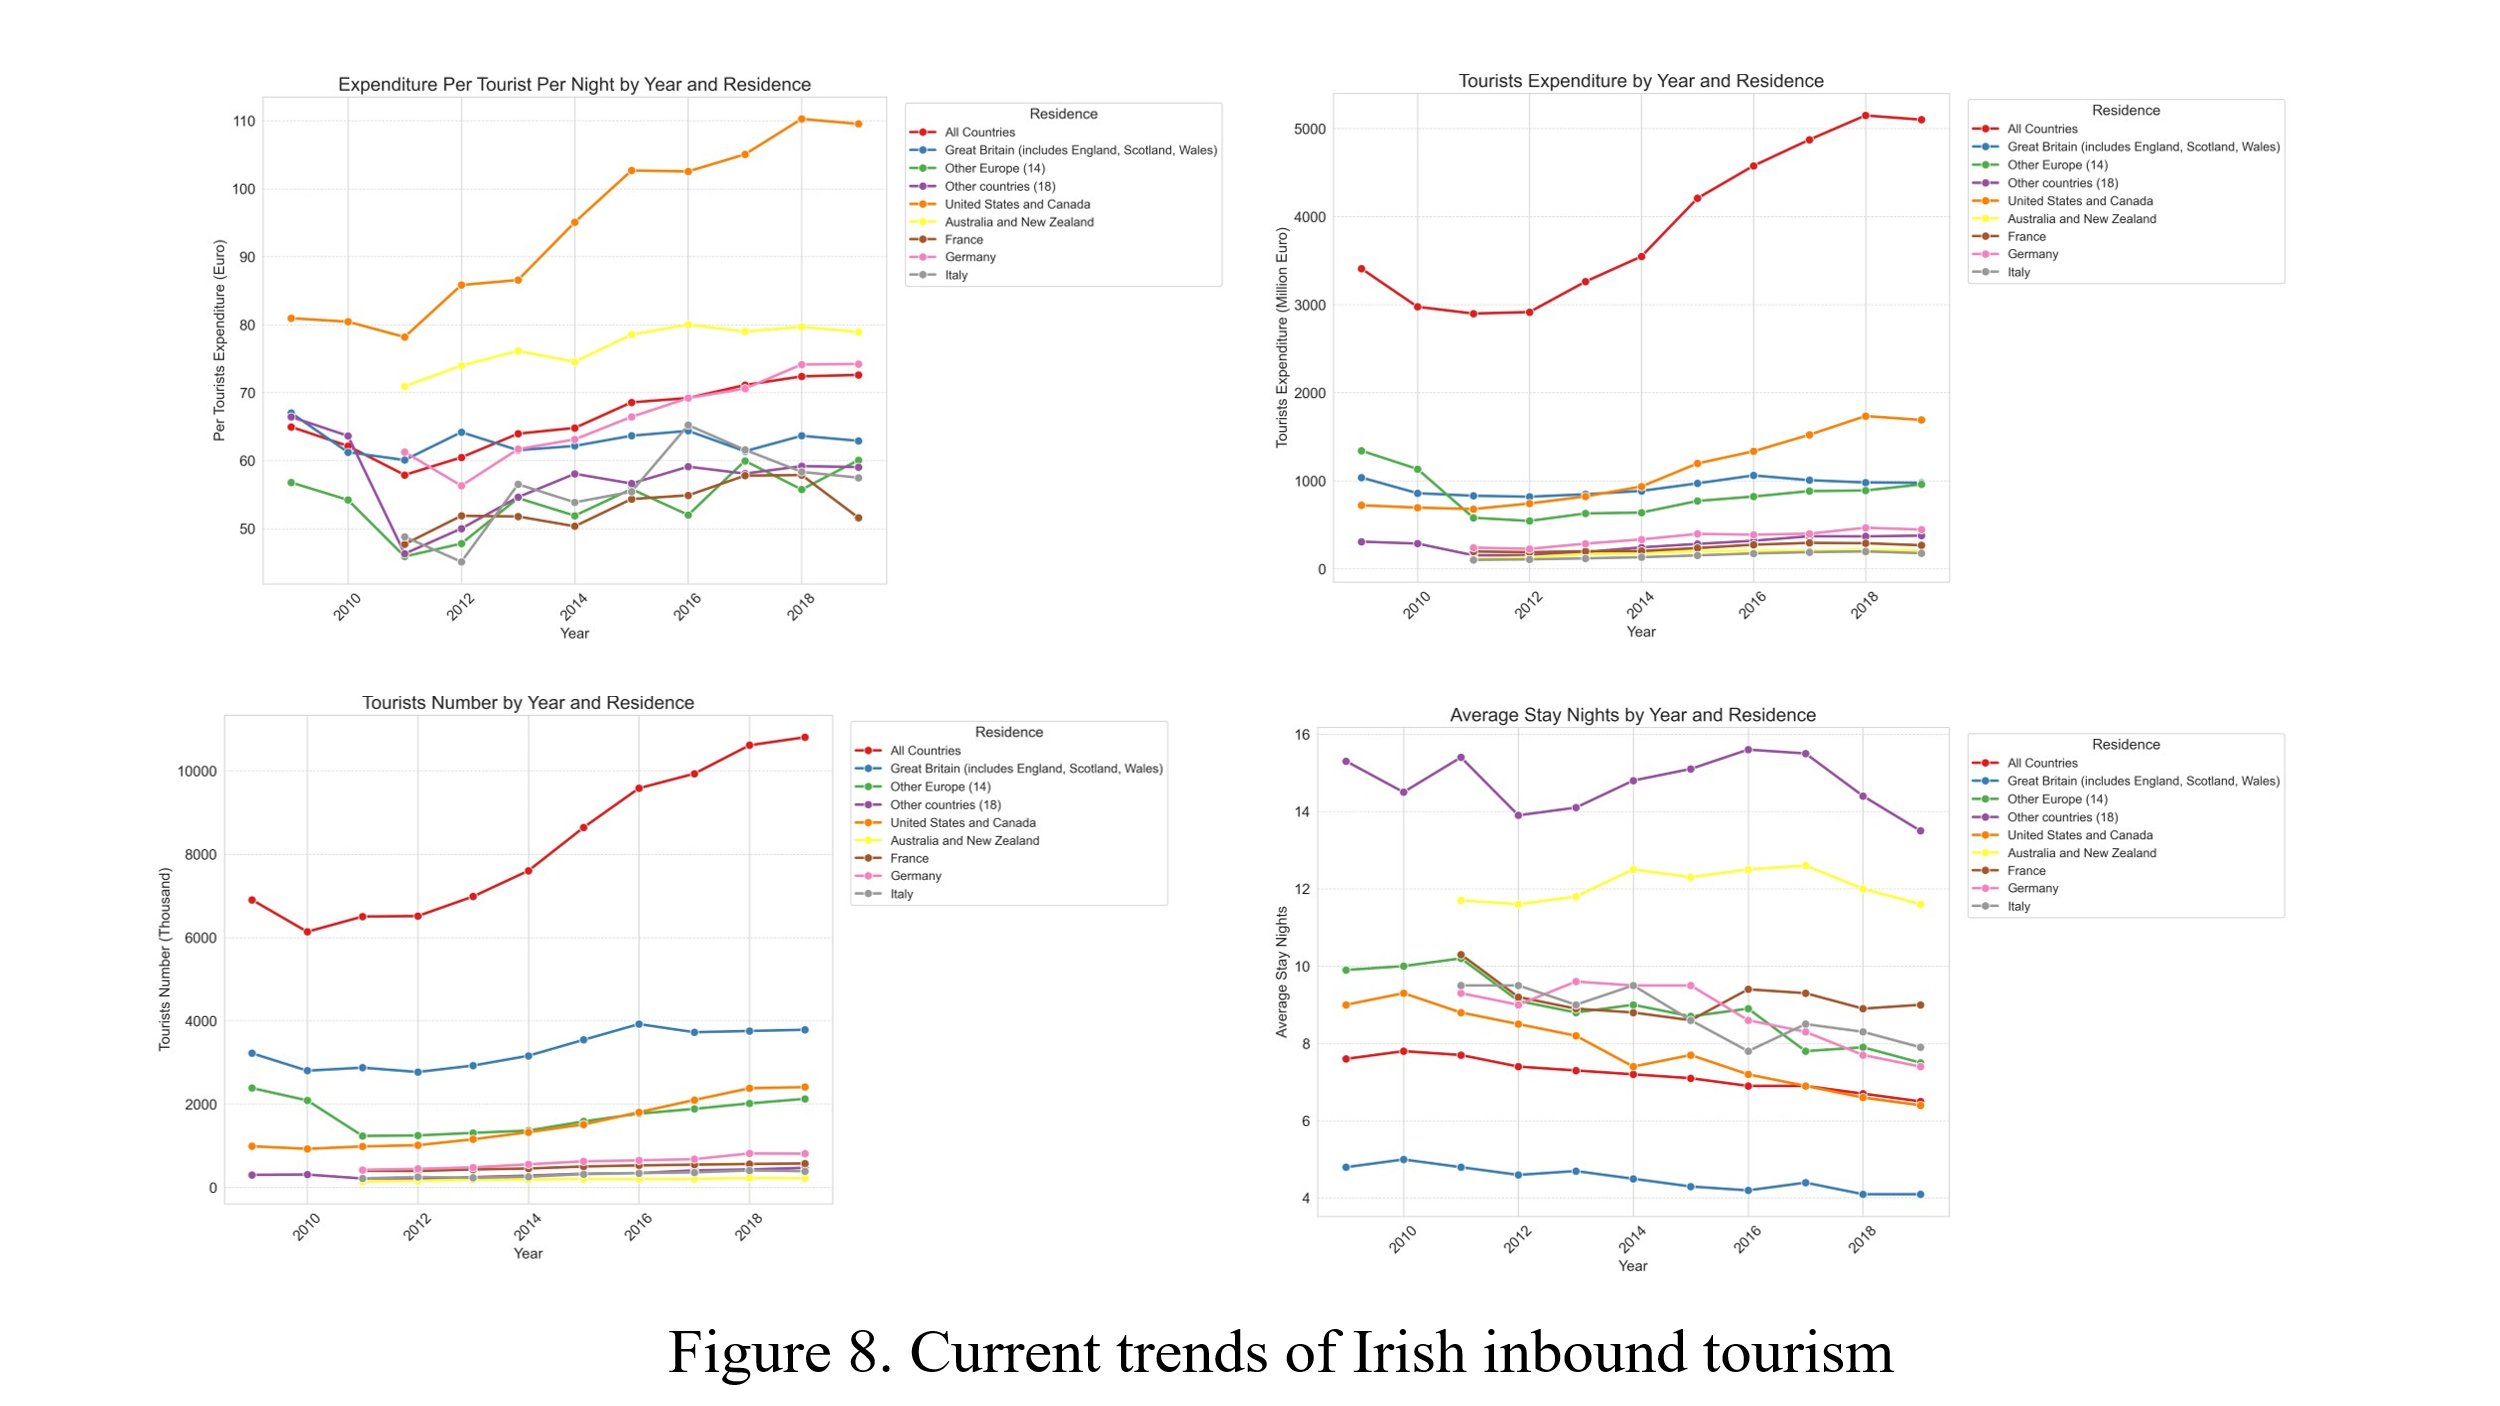 Expenditure Per Tourist Per Night by Year and Residence
Per Tourists Expenditure (Euro)
110
100
90
80
70
60
50
2010
2012
2014
2016
2018
Year
Residence
All Countries
Great Britain (includes England, Scotland, Wales)
Other Europe (14)
Other countries (18)
United States and Canada
Australia and New Zealand
France
Germany
Italy
Tourists Expenditure by Year and Residence
Tourists Expenditure (Million Euro)
5000
4000
3000
2000
1000
0
2010
2012
2014
2016
2018
Year
Residence
All Countries
Great Britain (includes England, Scotland, Wales)
Other Europe (14)
Other countries (18)
United States and Canada
Australia and New Zealand
France
Germany
Italy
Tourists Number by Year and Residence
Tourists Number (Thousand)
10000
8000
6000
4000
2000
0
2010
2012
2014
2016
2018
Year
Residence
All Countries
Great Britain (includes England, Scotland, Wales)
Other Europe (14)
Other countries (18)
United States and Canada
Australia and New Zealand
France
Germany
Italy
Average Stay Nights by Year and Residence
Average Stay Nights
16
14
12
10
8
6
4
2010
2012
2014
2016
2018
Year
Residence
All Countries
Great Britain (includes England, Scotland, Wales)
Other Europe (14)
Other countries (18)
United States and Canada
Australia and New Zealand
France
Germany
Italy
Figure 8. Current trends of Irish inbound tourism